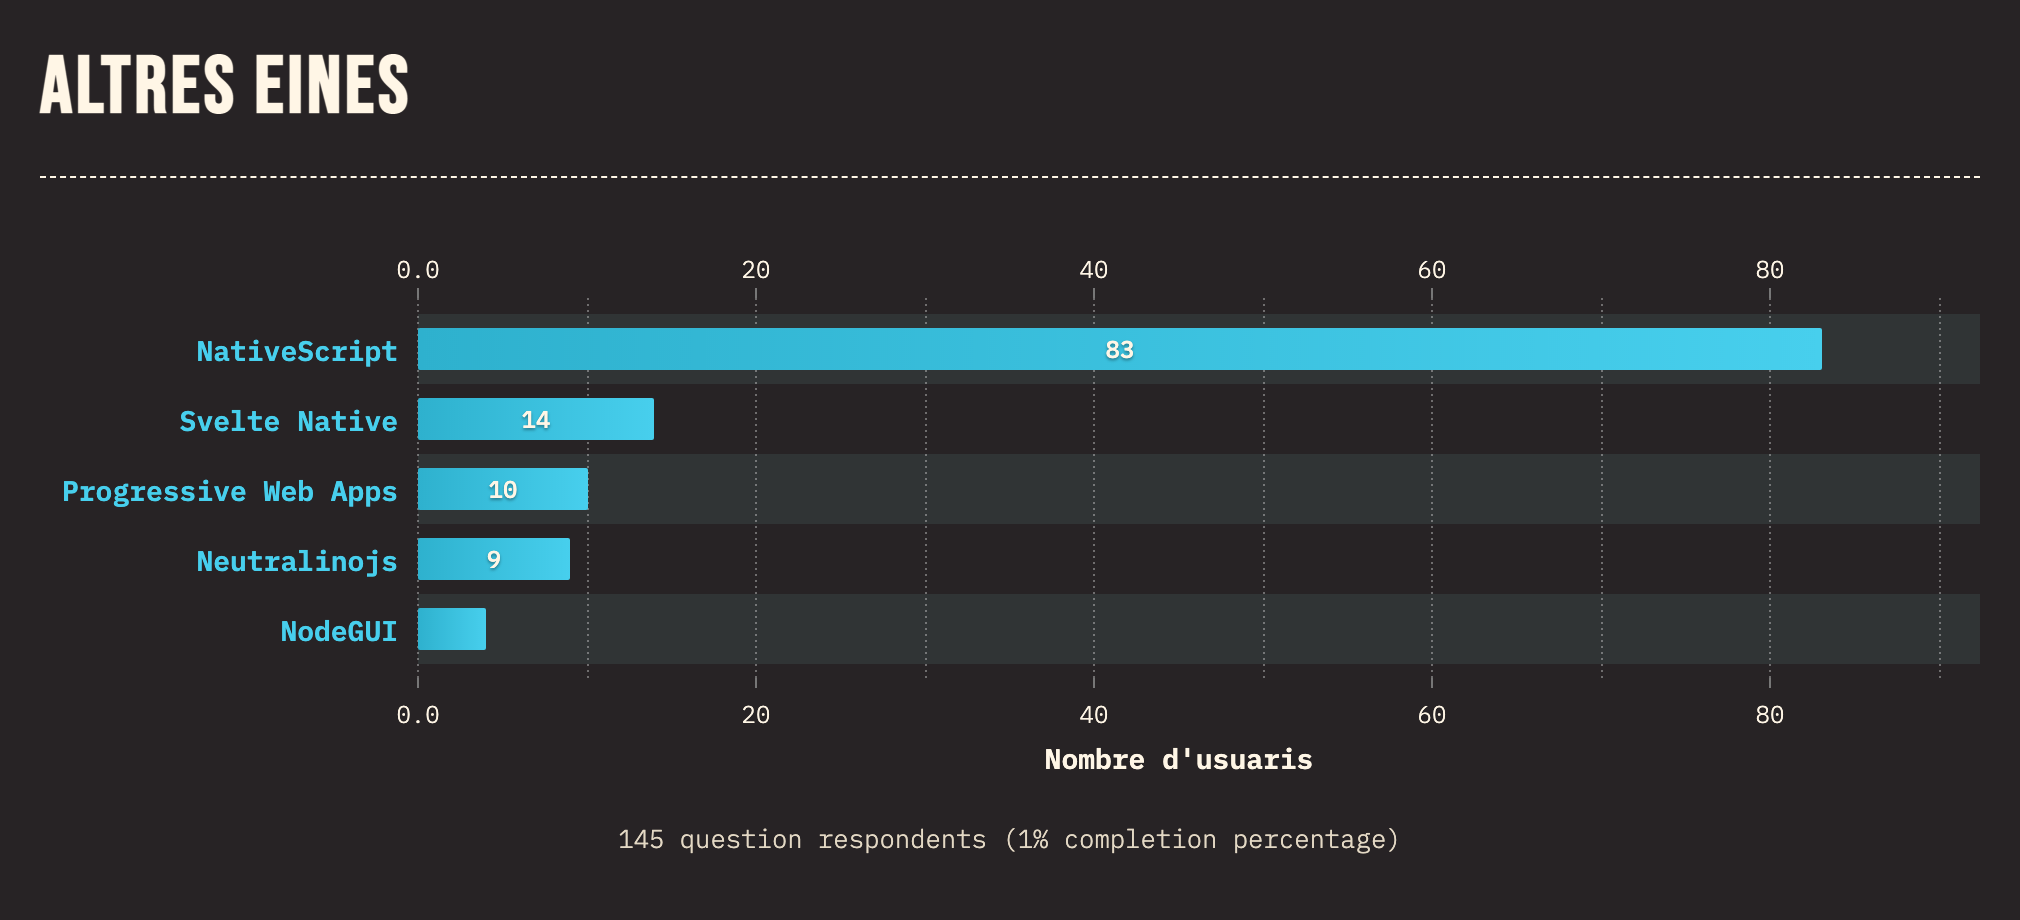 ALTRES EINES
0.0 20 40 60 80
NativeScript 83
Svelte Native 14
Progressive Web Apps 10
Neutralinojs 9
NodeGUI
0.0 20 40 60 80
Nombre d'usuaris
145 question respondents (1% completion percentage)